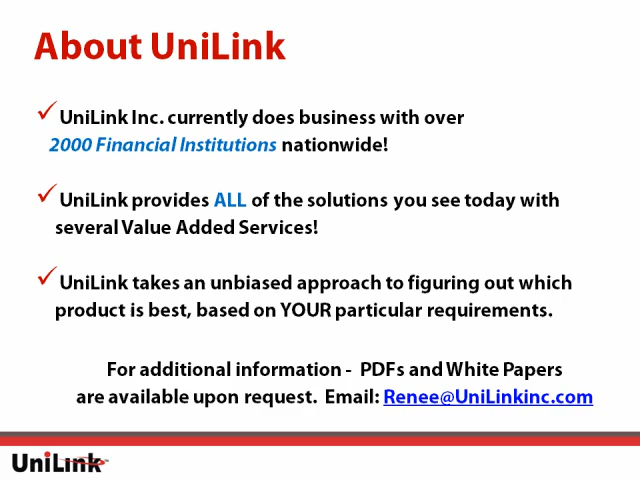 About UniLink
UniLink Inc. currently does business with over
2000 Financial Institutions nationwide!
UniLink provides ALL of the solutions you see today with
several Value Added Services!
UniLink takes an unbiased approach to figuring out which
product is best, based on YOUR particular requirements.
For additional information - PDFs and White Papers
are available upon request. Email: Renee@UniLinkinc.com
UniLink